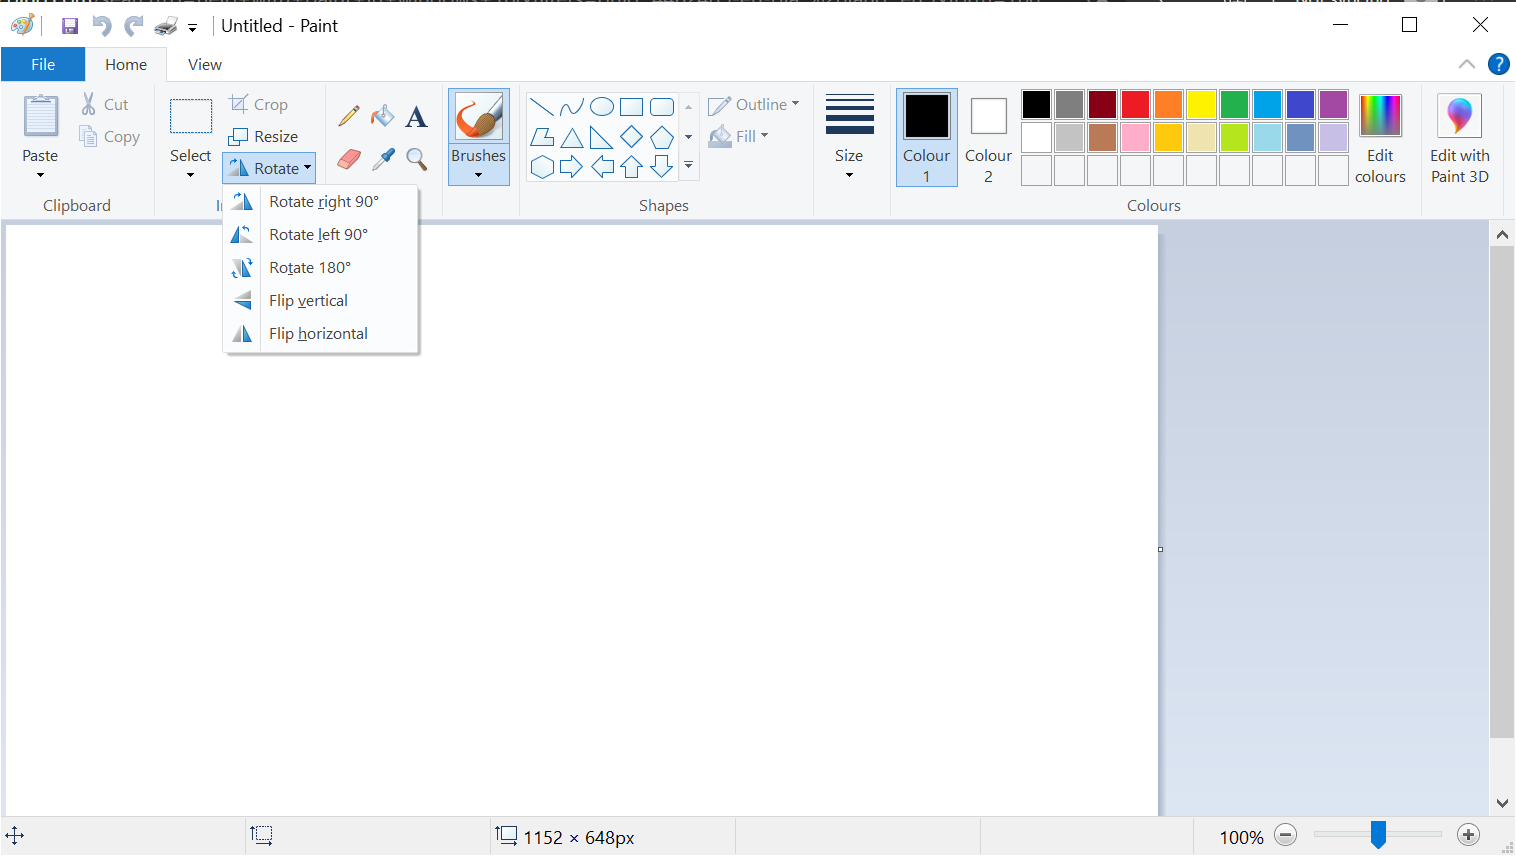 Untitled - Paint
File Home View
Cut
Copy
Paste
Clipboard
Select
Crop
Resize
Rotate
Rotate right 90°
Rotate left 90°
Rotate 180°
Flip vertical
Flip horizontal
A
Brushes
Shapes
Outline
Fill
Size
Colour 1
Colour 2
Colours
Edit colours
Edit with Paint 3D
?
1152 × 648px
100%